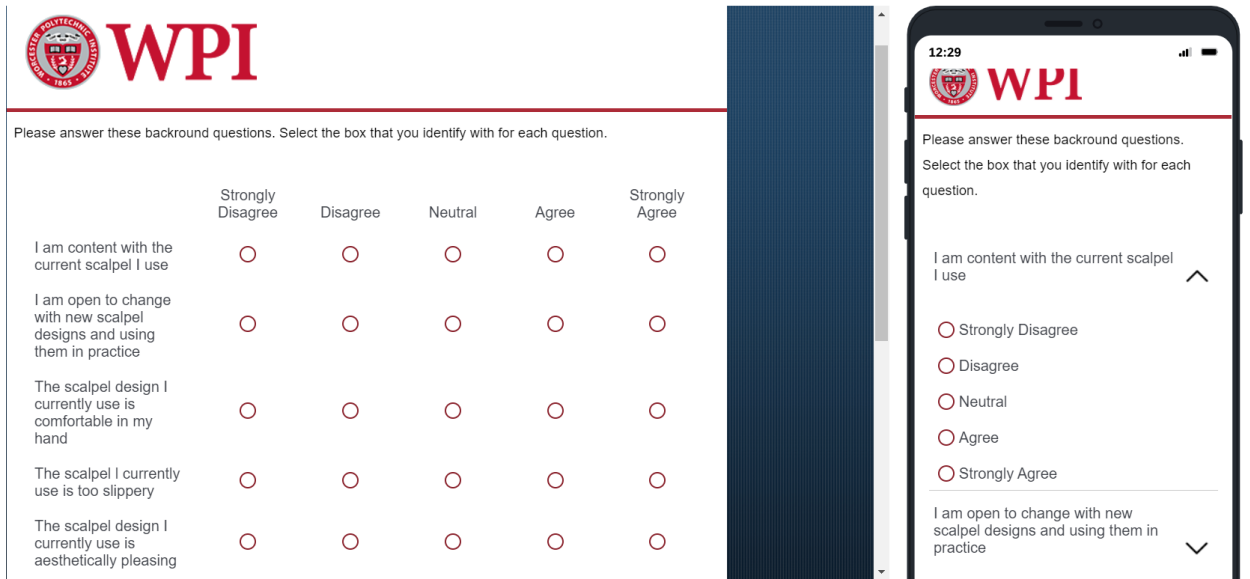 WORCESTER POLYTECHNIC INSTITUTE
1865
WPI
Please answer these backround questions. Select the box that you identify with for each question.
Strongly Disagree
Disagree
Neutral
Agree
Strongly Agree
I am content with the
current scalpel I use
I am open to change
with new scalpel
designs and using
them in practice
The scalpel design I
currently use is
comfortable in my
hand
The scalpel I currently
use is too slippery
The scalpel design I
currently use is
aesthetically pleasing
12:29
WPI
Please answer these backround questions.
Select the box that you identify with for each
question.
I am content with the current scalpel
I use
Strongly Disagree
Disagree
Neutral
Agree
Strongly Agree
I am open to change with new
scalpel designs and using them in
practice